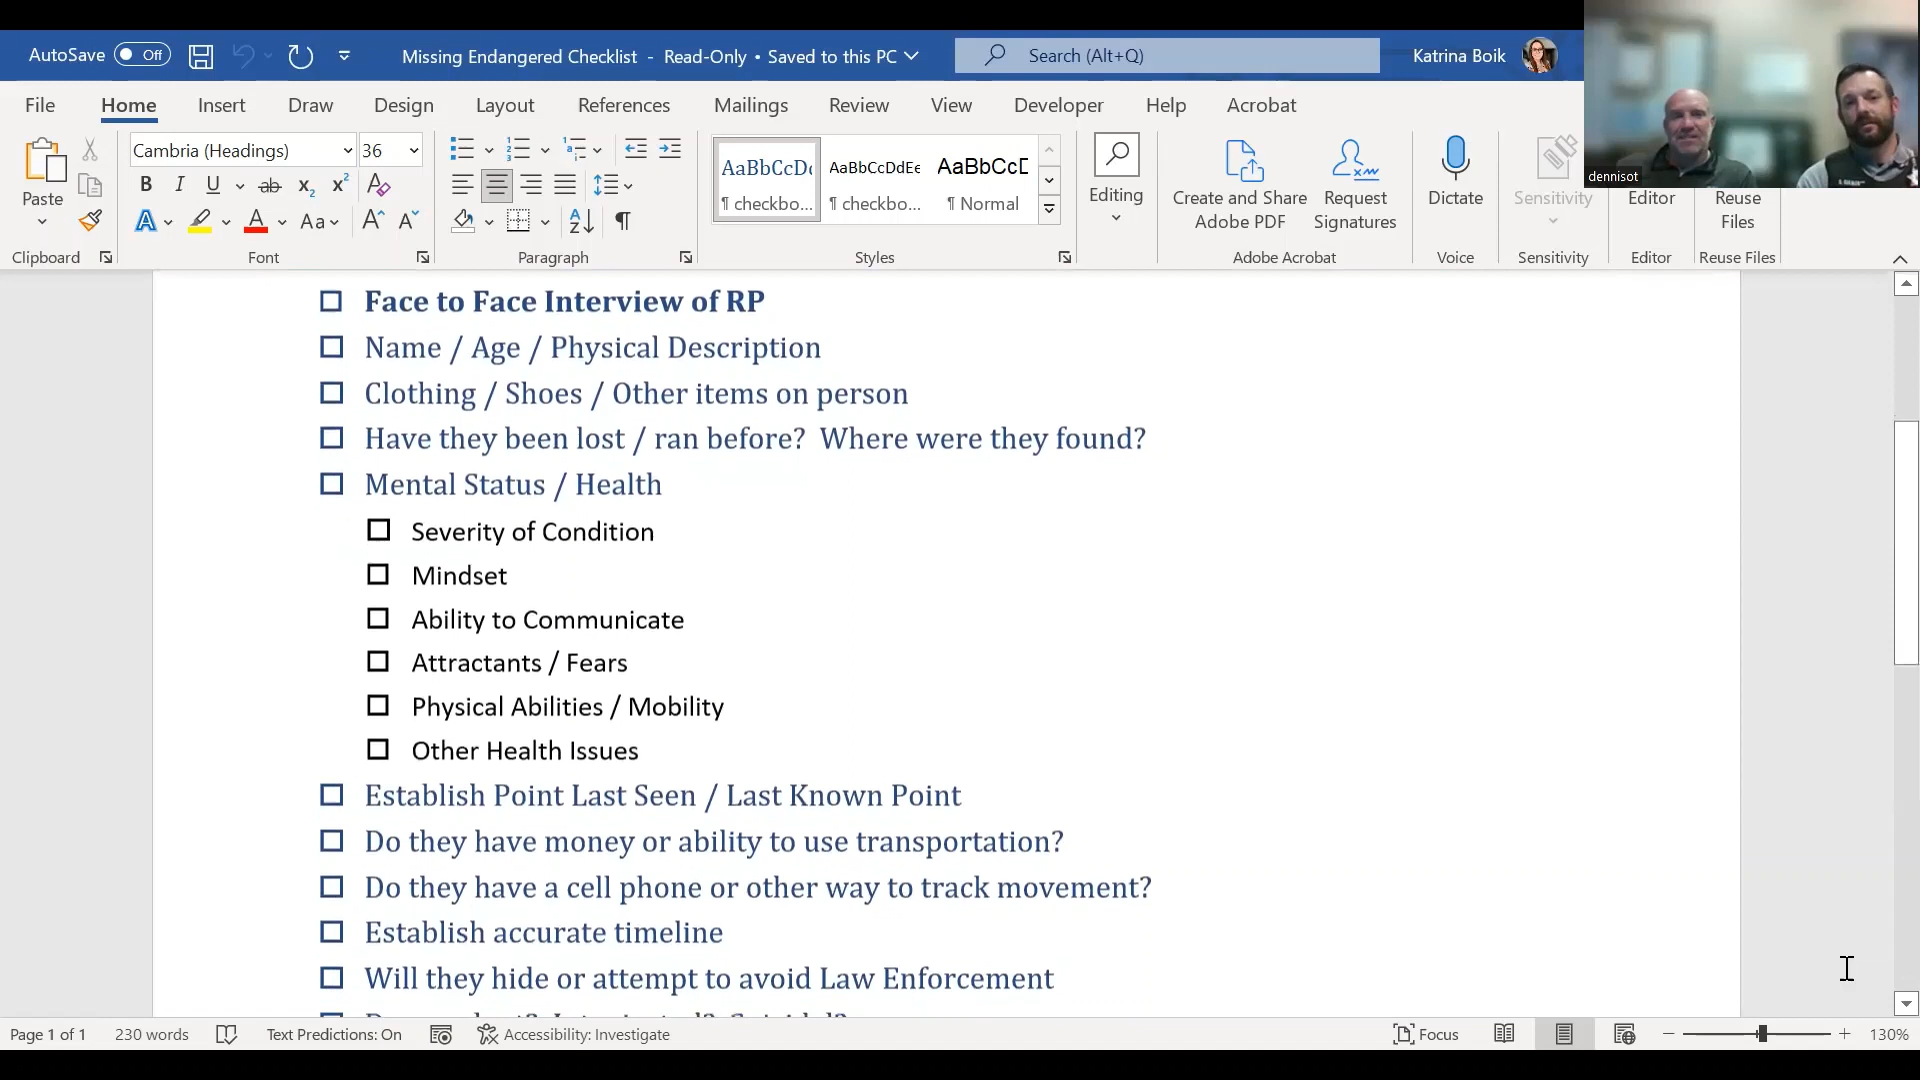 AutoSave Off
Missing Endangered Checklist - Read-Only • Saved to this PC
Search (Alt+Q)
Katrina Boik
File Home Insert Draw Design Layout References Mailings Review View Developer Help Acrobat
dennisot
Paste
Clipboard
Cambria (Headings) 36
B I U ab x2 x2 A
A A Aa A A
Font
Paragraph
AaBbCcDc AaBbCcDdEe AaBbCcD
¶ checkbo... ¶ checkbo... ¶ Normal
Styles
Editing
Create and Share
Adobe PDF
Request
Signatures
Adobe Acrobat
Dictate
Voice
Sensitivity
Sensitivity
Editor
Editor
Reuse
Files
Reuse Files
Face to Face Interview of RP
Name / Age / Physical Description
Clothing / Shoes / Other items on person
Have they been lost / ran before? Where were they found?
Mental Status / Health
Severity of Condition
Mindset
Ability to Communicate
Attractants / Fears
Physical Abilities / Mobility
Other Health Issues
Establish Point Last Seen / Last Known Point
Do they have money or ability to use transportation?
Do they have a cell phone or other way to track movement?
Establish accurate timeline
Will they hide or attempt to avoid Law Enforcement
Page 1 of 1 230 words Text Predictions: On Accessibility: Investigate Focus 130%